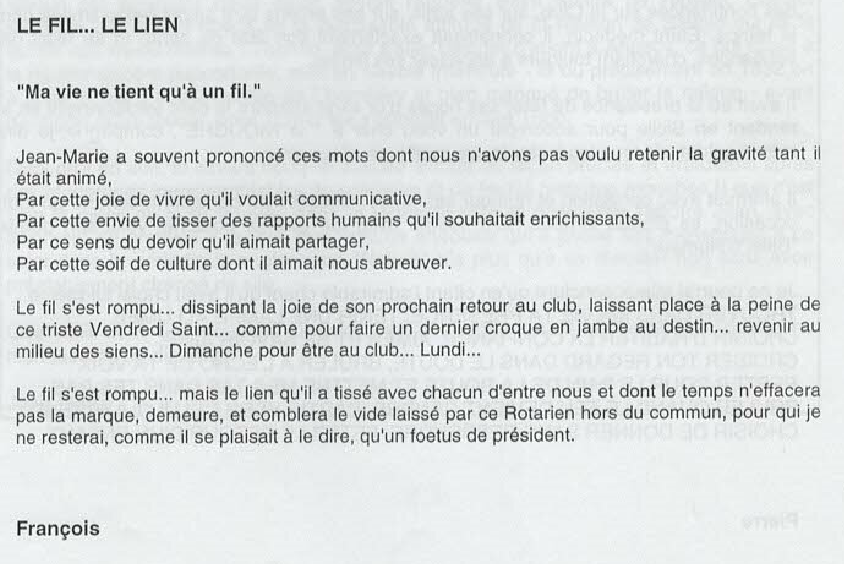 LE FIL... LE LIEN
"Ma vie ne tient qu'à un fil."
Jean-Marie a souvent prononcé ces mots dont nous n'avons pas voulu retenir la gravité tant il
était animé,
Par cette joie de vivre qu'il voulait communicative,
Par cette envie de tisser des rapports humains qu'il souhaitait enrichissants,
Par ce sens du devoir qu'il aimait partager,
Par cette soif de culture dont il aimait nous abreuver.
Le fil s'est rompu... dissipant la joie de son prochain retour au club, laissant place à la peine de
ce triste Vendredi Saint... comme pour faire un dernier croque en jambe au destin... revenir au
milieu des siens... Dimanche pour être au club... Lundi...
Le fil s'est rompu... mais le lien qu'il a tissé avec chacun d'entre nous et dont le temps n'effacera
pas la marque, demeure, et comblera le vide laissé par ce Rotarien hors du commun, pour qui je
ne resterai, comme il se plaisait à le dire, qu'un foetus de président.
François